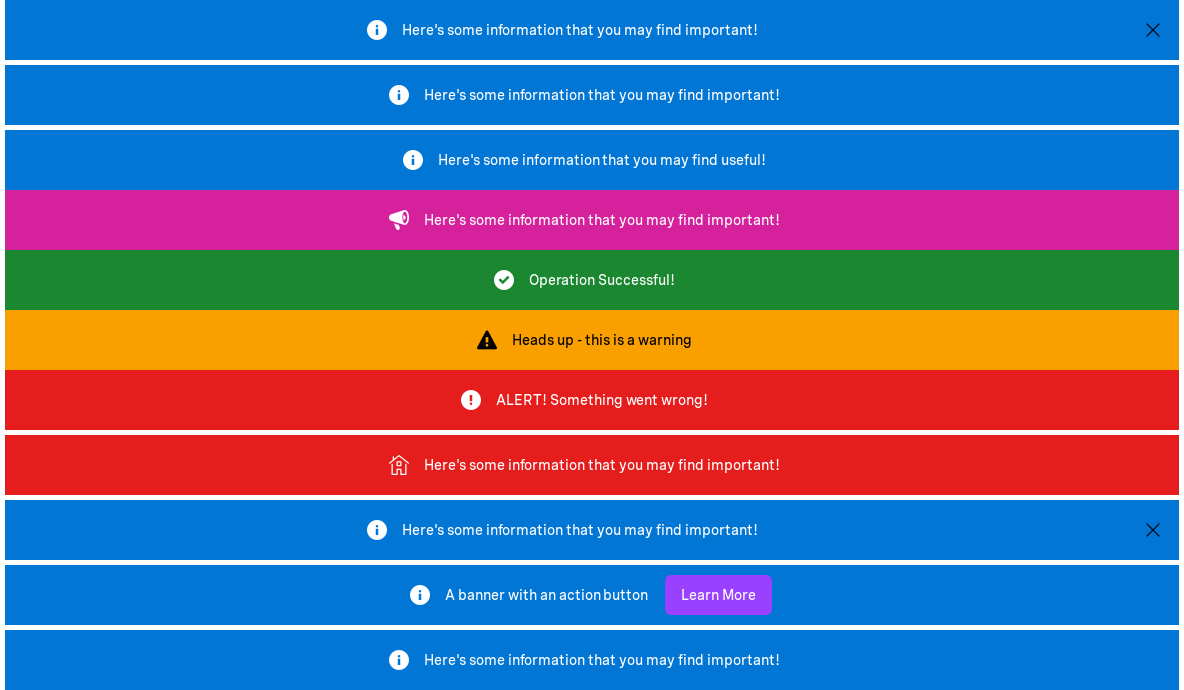 Here's some information that you may find important!
Here's some information that you may find important!
Here's some information that you may find useful!
Here's some information that you may find important!
Operation Successful!
Heads up - this is a warning
ALERT! Something went wrong!
Here's some information that you may find important!
Here's some information that you may find important!
A banner with an action button Learn More
Here's some information that you may find important!